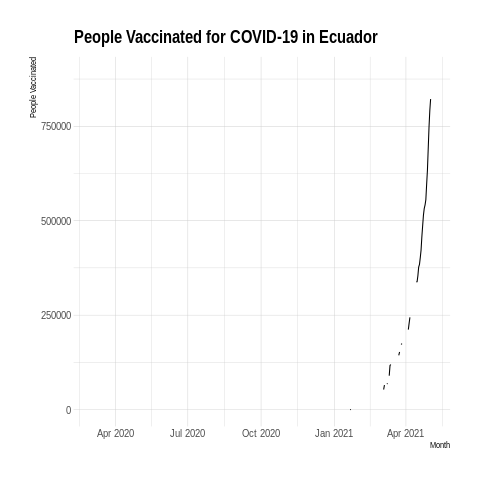 People Vaccinated for COVID-19 in Ecuador
People Vaccinated
750000
500000
250000
0
Apr 2020 Jul 2020 Oct 2020 Jan 2021 Apr 2021
Month